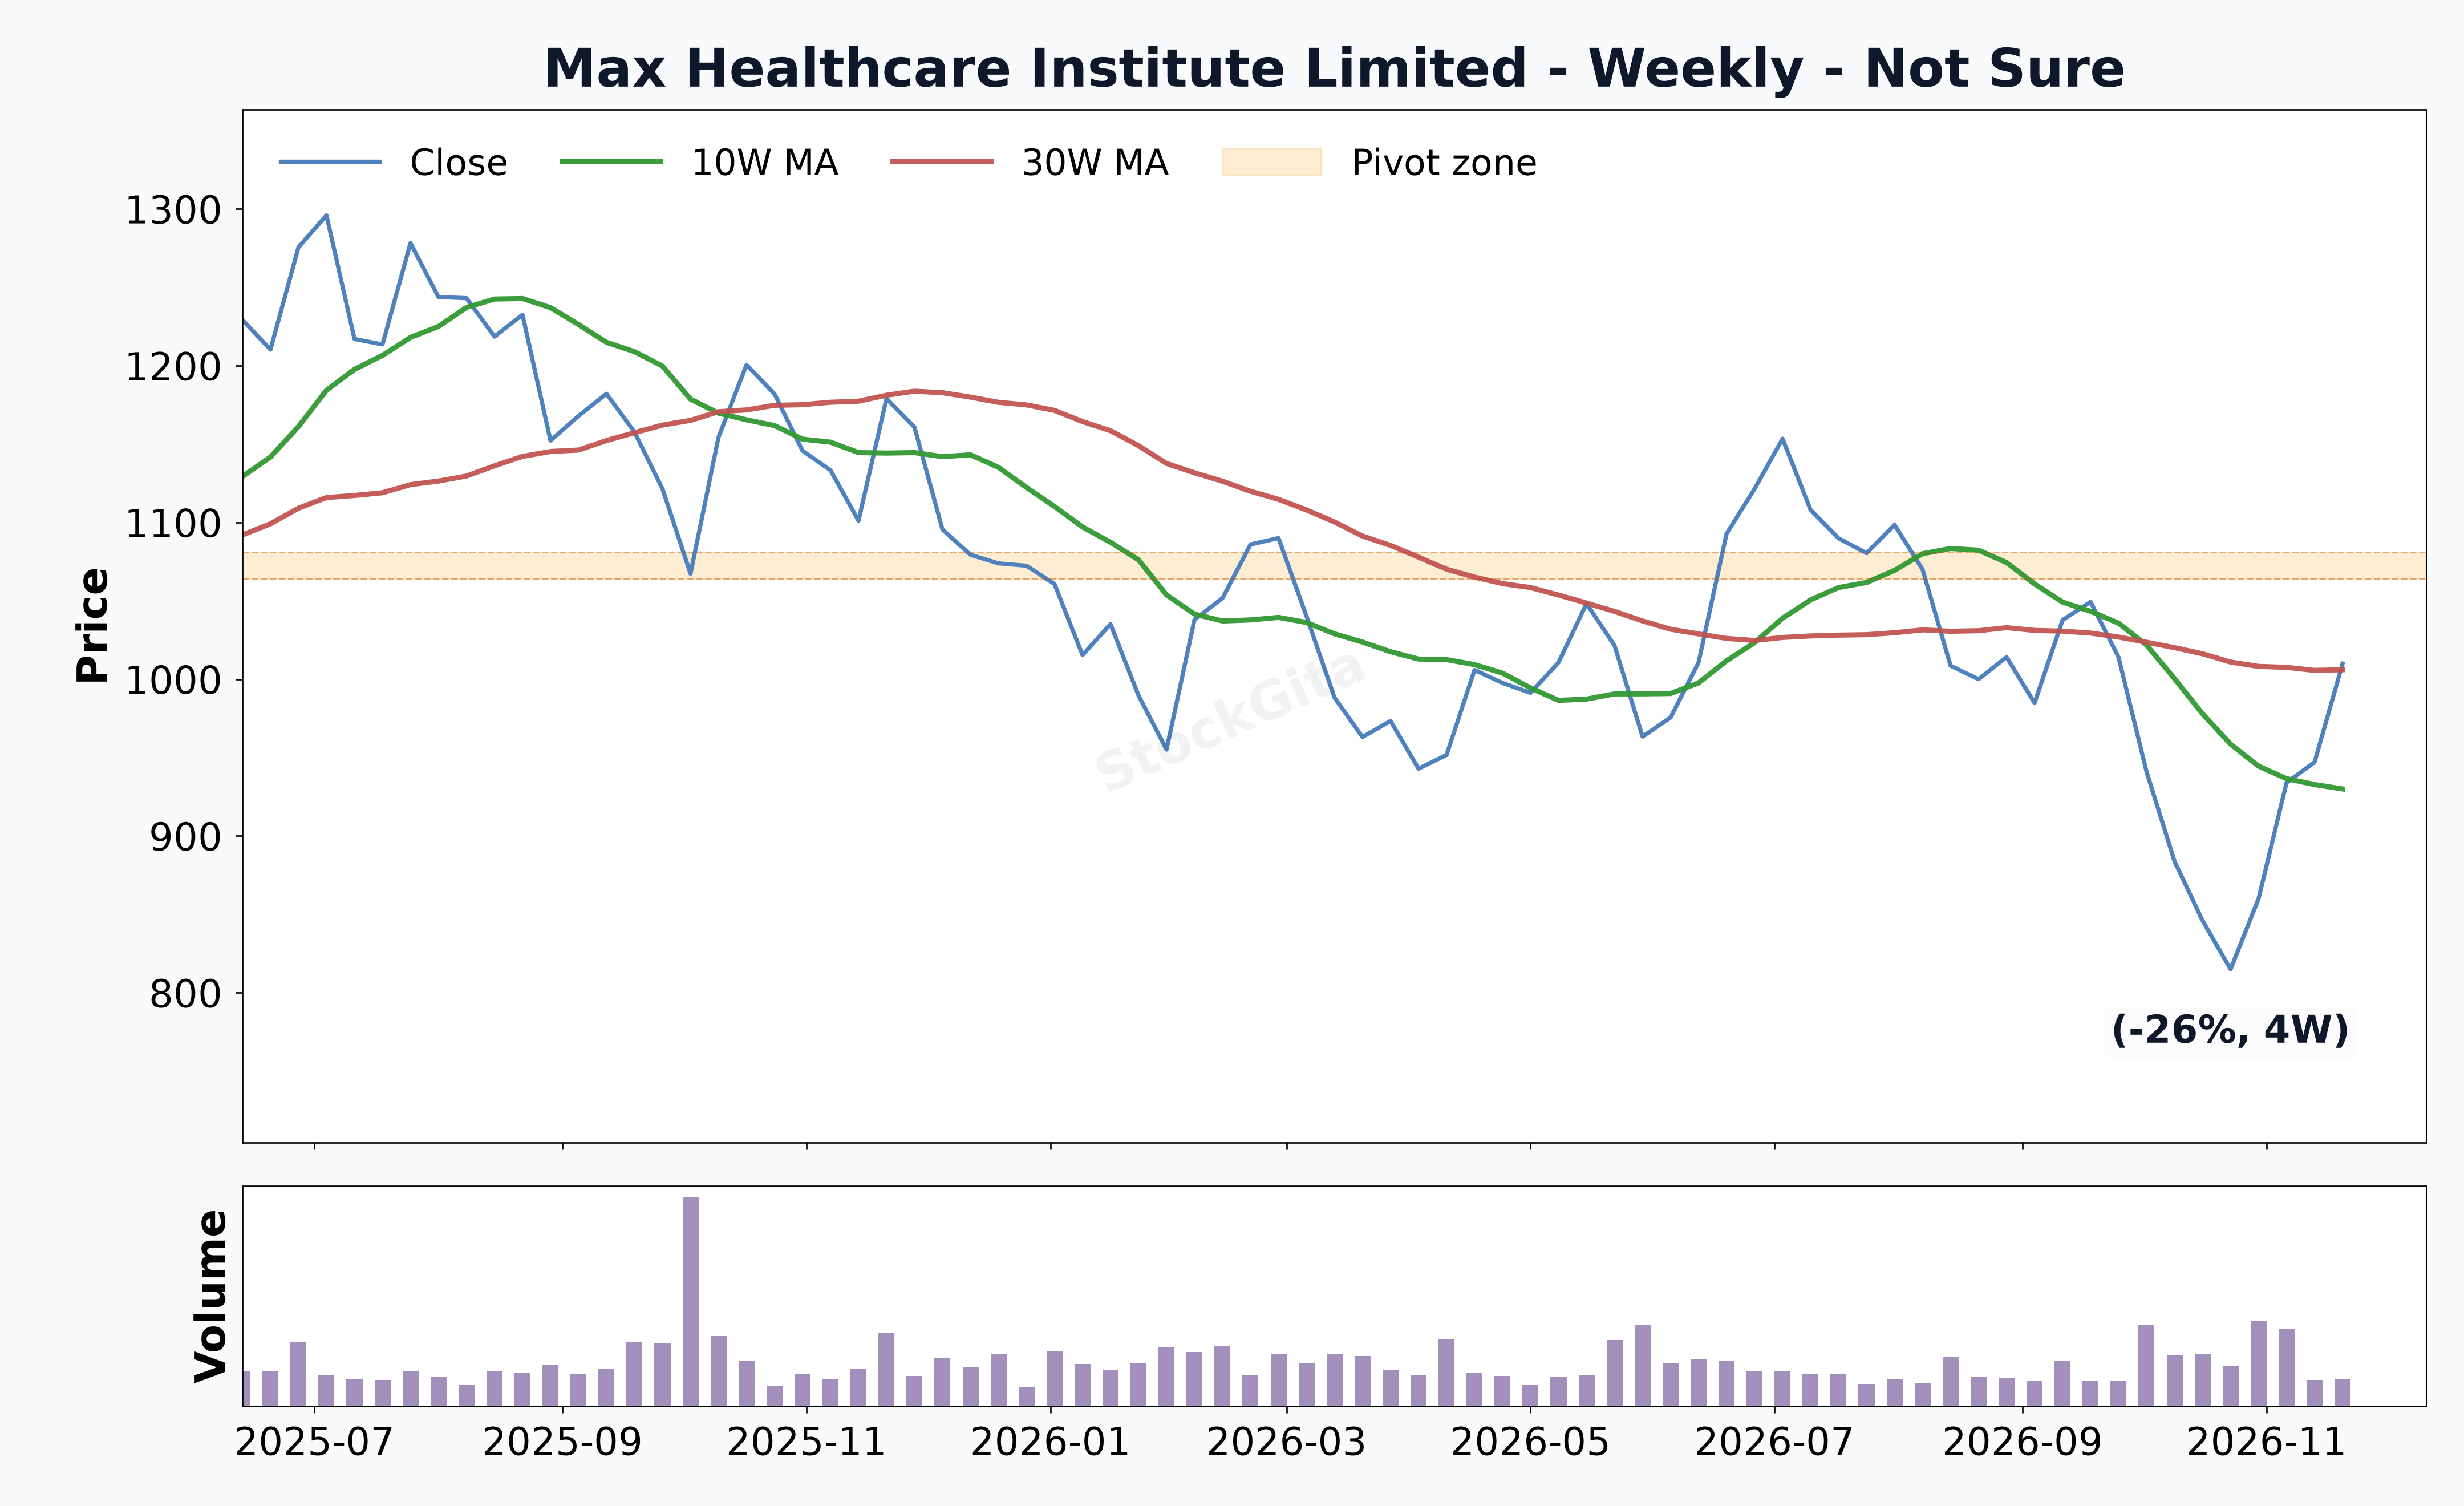 Max Healthcare Institute Limited - Weekly - Not Sure
Close 10W MA 30W MA Pivot zone
Price
1300
1200
1100
1000
900
800
StockGita
(-26%, 4W)
Volume
2025-07 2025-09 2025-11 2026-01 2026-03 2026-05 2026-07 2026-09 2026-11